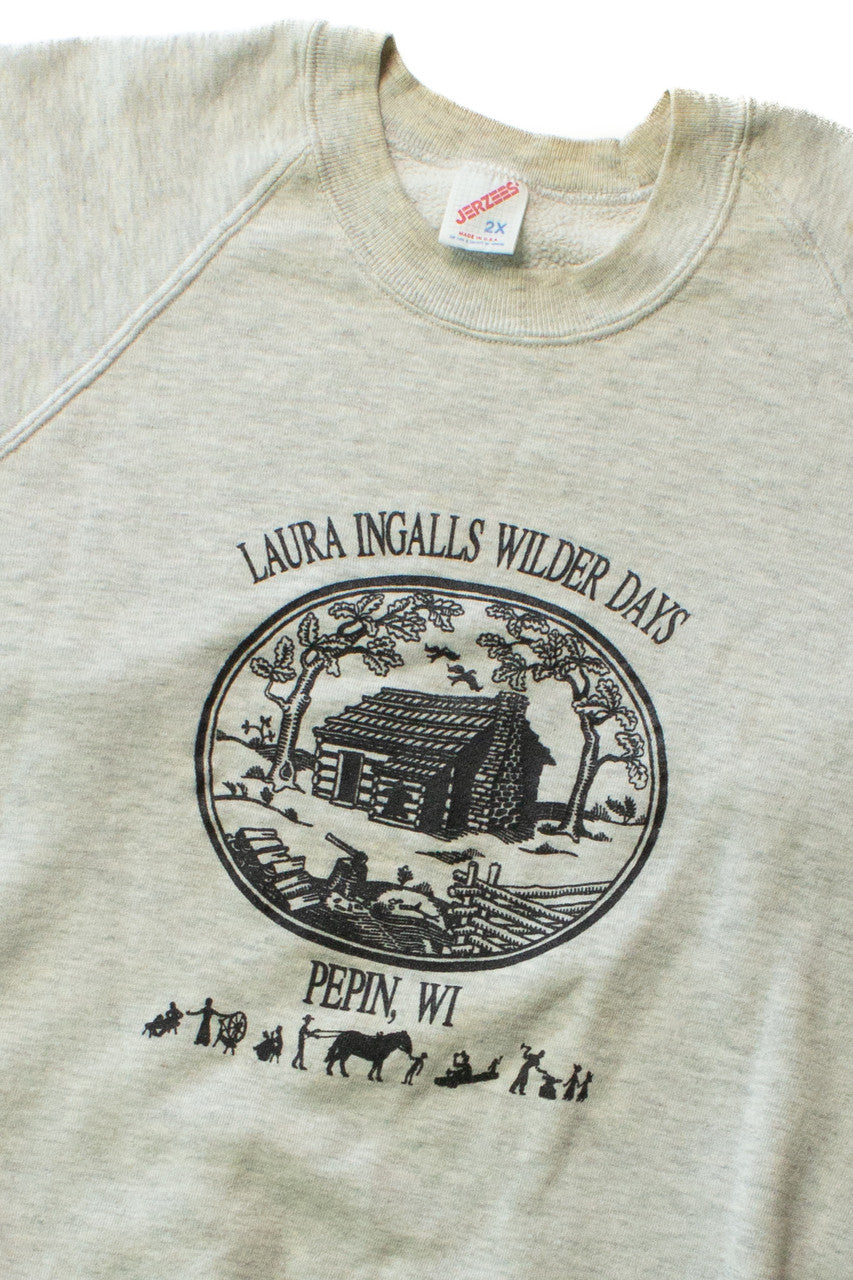 JERZEES
2X
MADE IN U.S.A.
LAURA INGALLS WILDER DAYS
PEPIN, WI